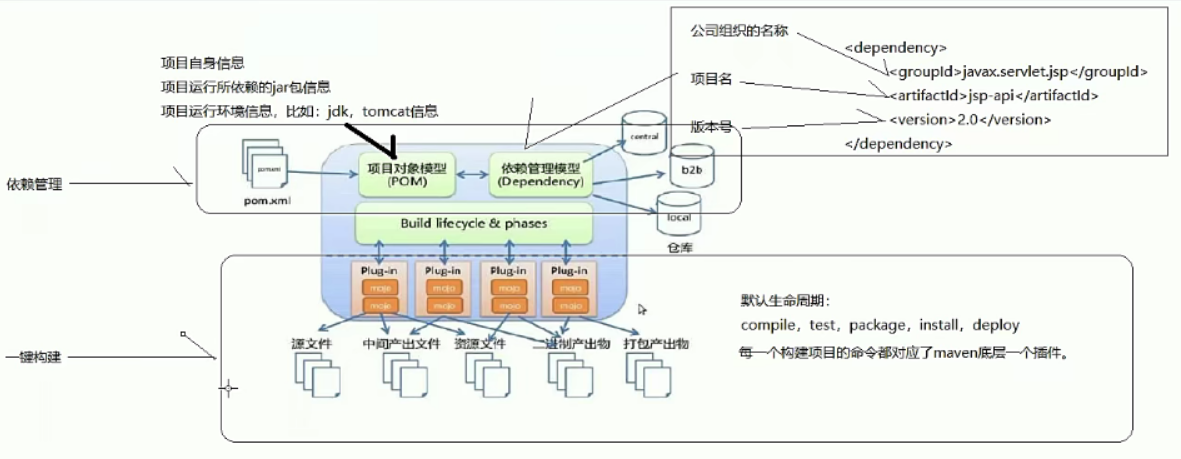 公司组织的名称
<dependency>
项目自身信息
<groupId>javax.servlet.jsp</groupId>
项目运行所依赖的jar包信息
项目名
<artifactId>jsp-api</artifactId>
项目运行环境信息，比如：jdk，tomcat信息
版本号
<version>2.0</version>
central
</dependency>
项目对象模型
(POM)
依赖管理模型
(Dependency)
b2b
依赖管理
pom.xml
local
Build lifecycle & phases
仓库
Plug-in Plug-in Plug-in Plug-in
mojo mojo mojo mojo
mojo mojo mojo mojo
默认生命周期：
compile，test，package，install，deploy
源文件 中间产出文件 资源文件 二进制产出物 打包产出物
每一个构建项目的命令都对应了maven底层一个插件。
一键构建